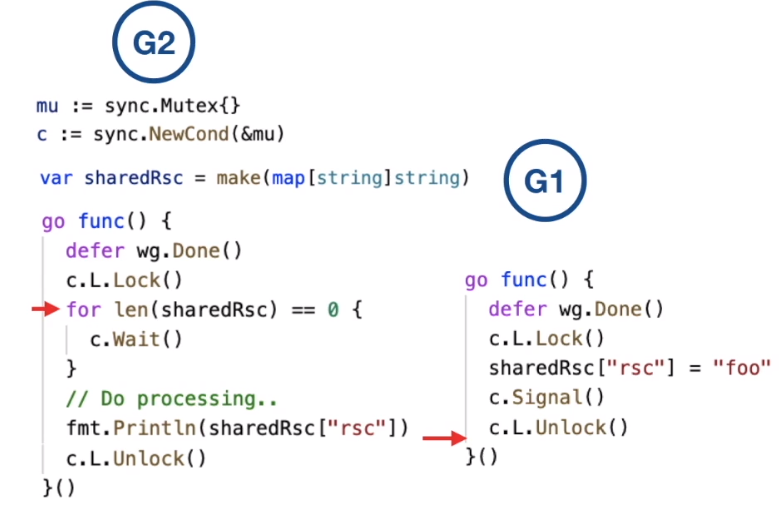 G2
mu := sync.Mutex{}
c := sync.NewCond(&mu)
var sharedRsc = make(map[string]string)
go func() {
defer wg.Done()
c.L.Lock()
for len(sharedRsc) == 0 {
c.Wait()
}
// Do processing..
fmt.Println(sharedRsc["rsc"])
c.L.Unlock()
}()
G1
go func() {
defer wg.Done()
c.L.Lock()
sharedRsc["rsc"] = "foo"
c.Signal()
c.L.Unlock()
}()